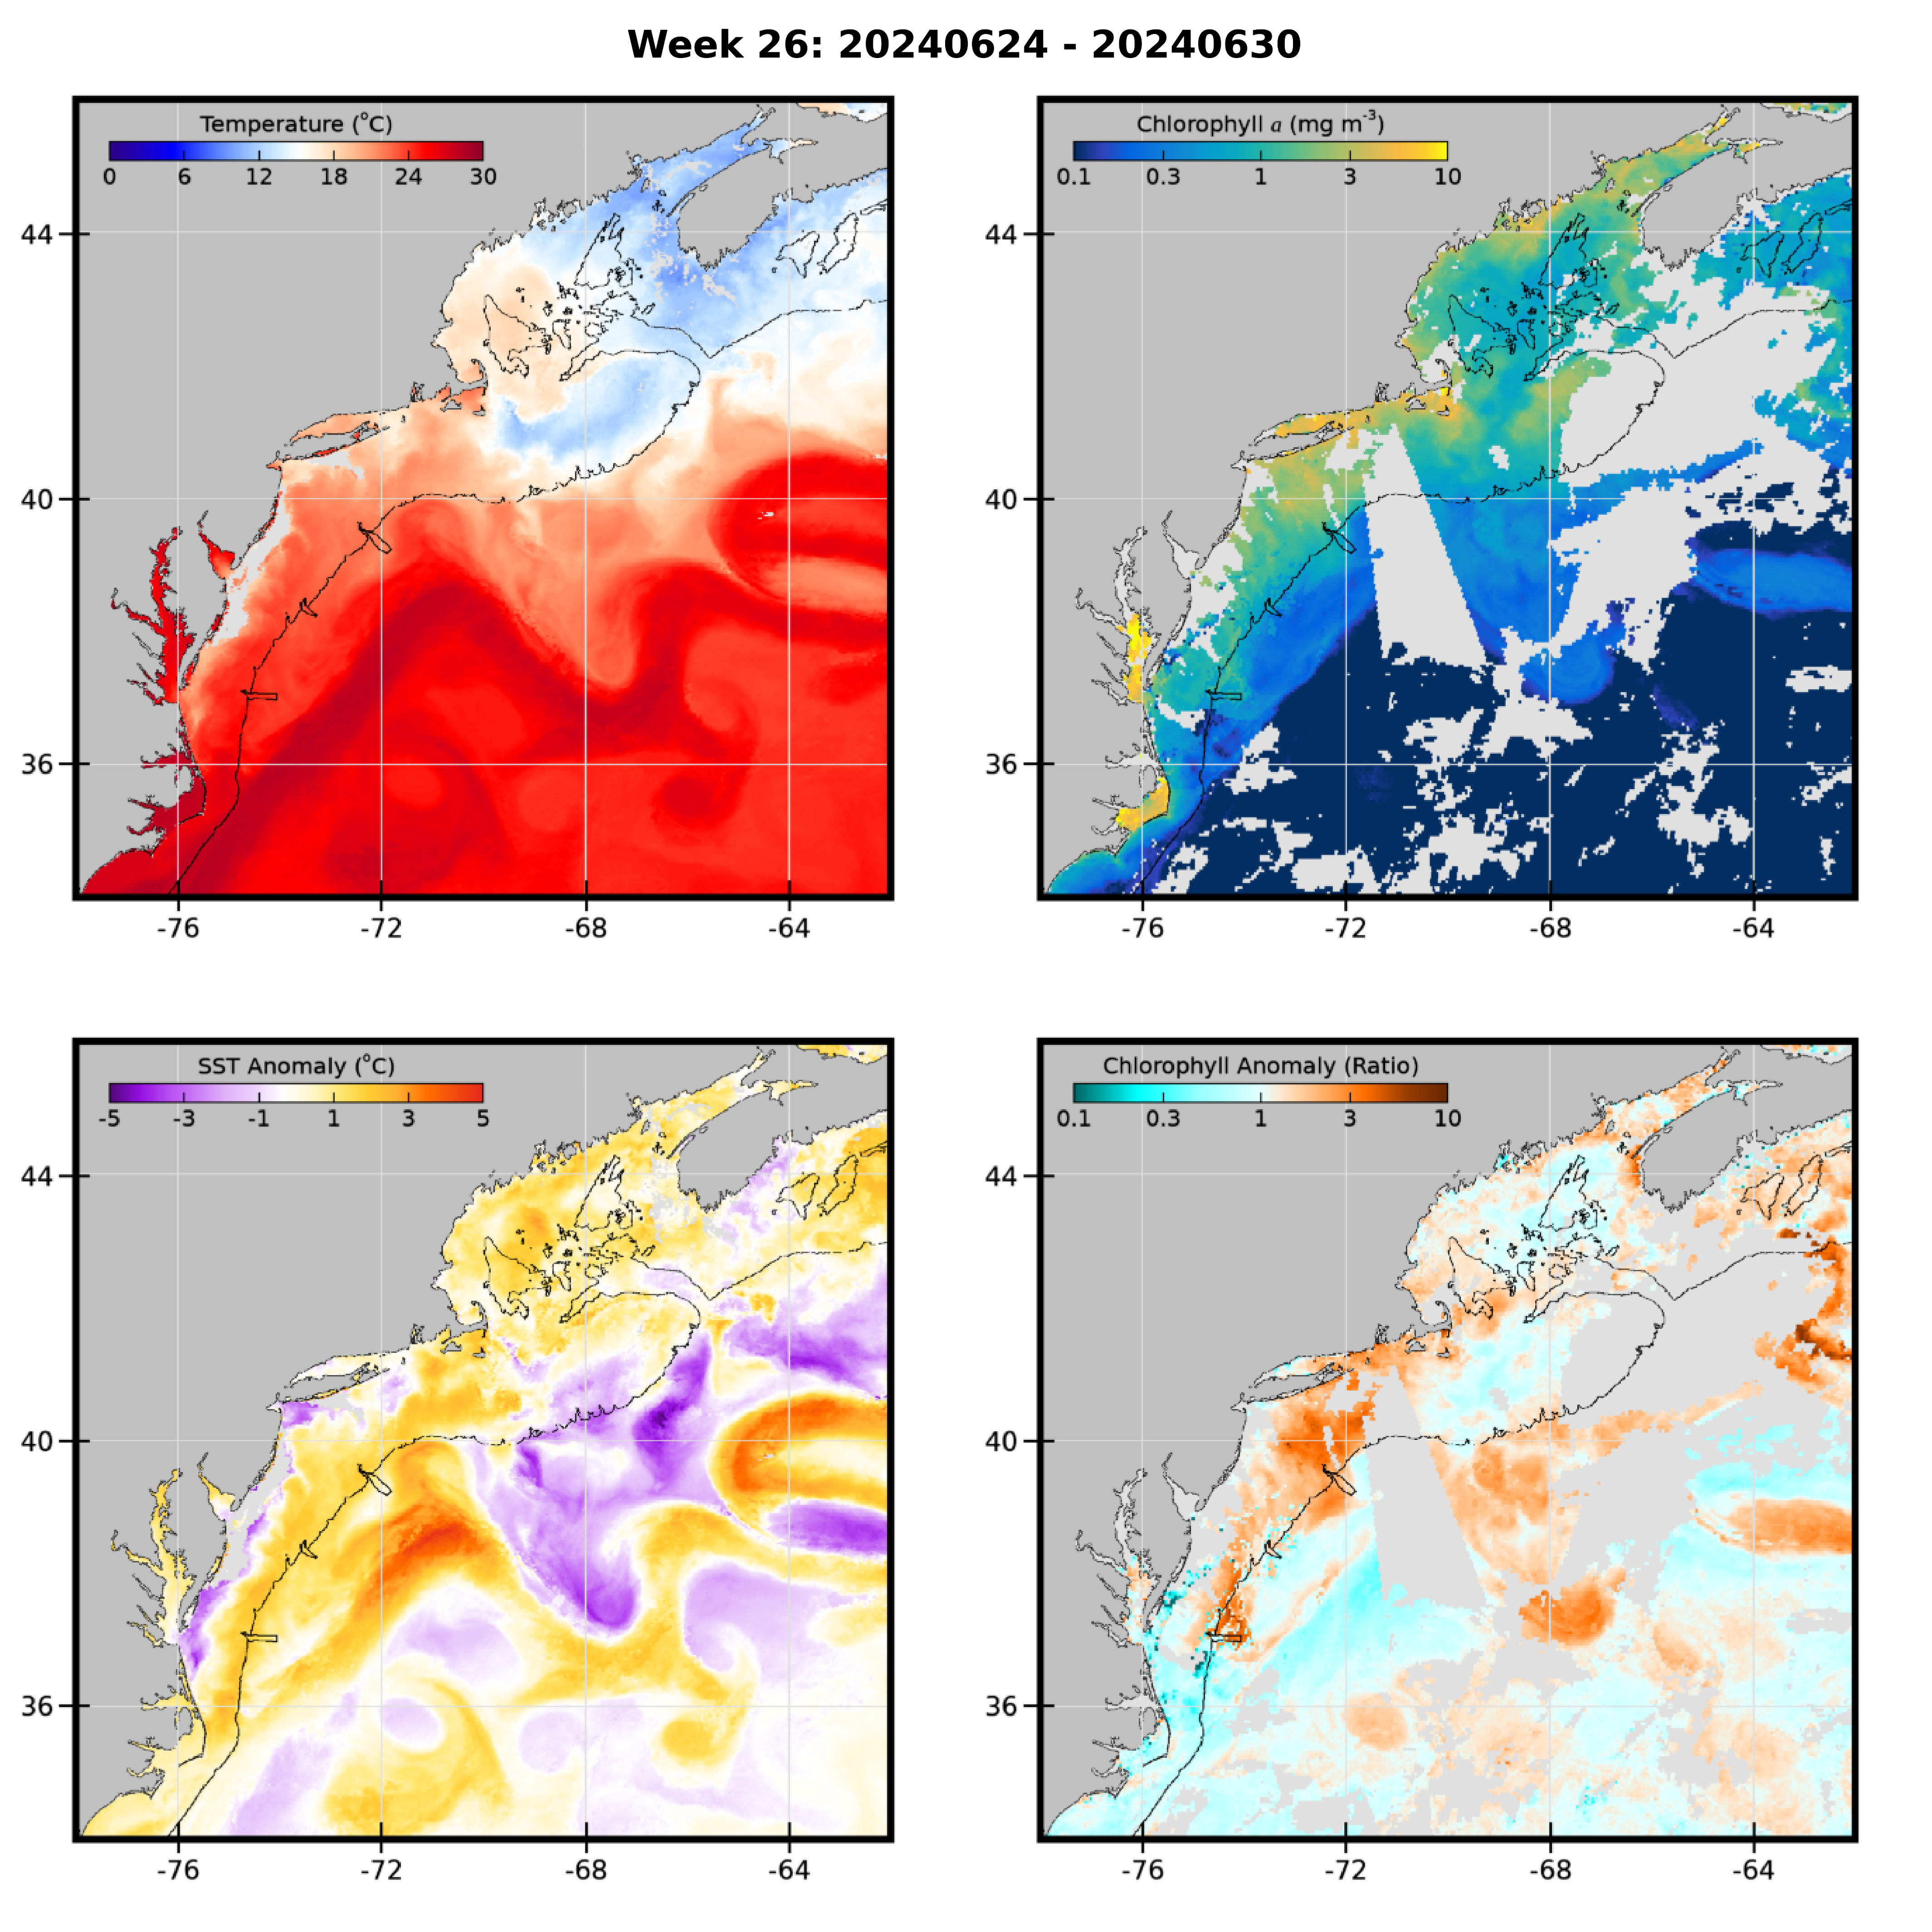 Week 26: 20240624 - 20240630
Temperature (°C)
0 6 12 18 24 30
44
40
36
-76 -72 -68 -64
Chlorophyll a (mg m⁻³)
0.1 0.3 1 3 10
44
40
36
-76 -72 -68 -64
SST Anomaly (°C)
-5 -3 -1 1 3 5
44
40
36
-76 -72 -68 -64
Chlorophyll Anomaly (Ratio)
0.1 0.3 1 3 10
44
40
36
-76 -72 -68 -64